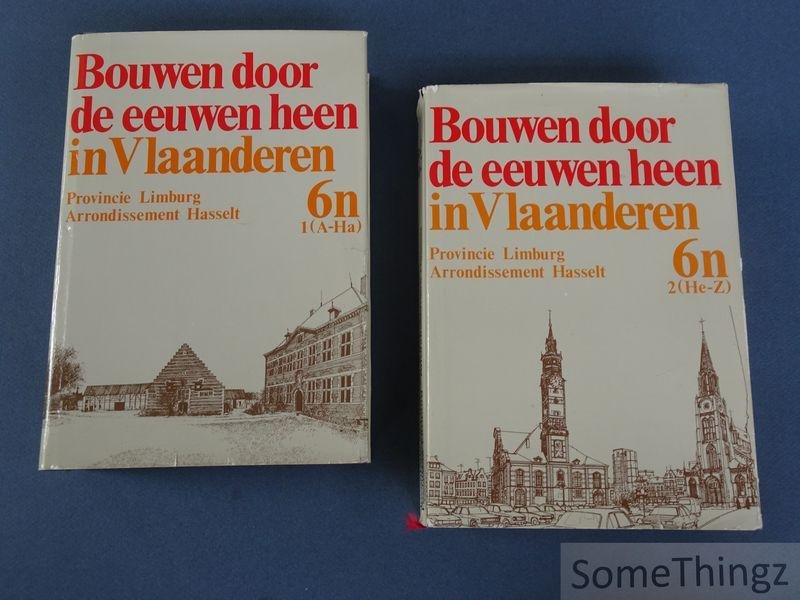 Bouwen door
de eeuwen heen
in Vlaanderen
Provincie Limburg
Arrondissement Hasselt
6n
1(A-Ha)
Bouwen door
de eeuwen heen
in Vlaanderen
Provincie Limburg
Arrondissement Hasselt
6n
2(He-Z)
SomeThingz